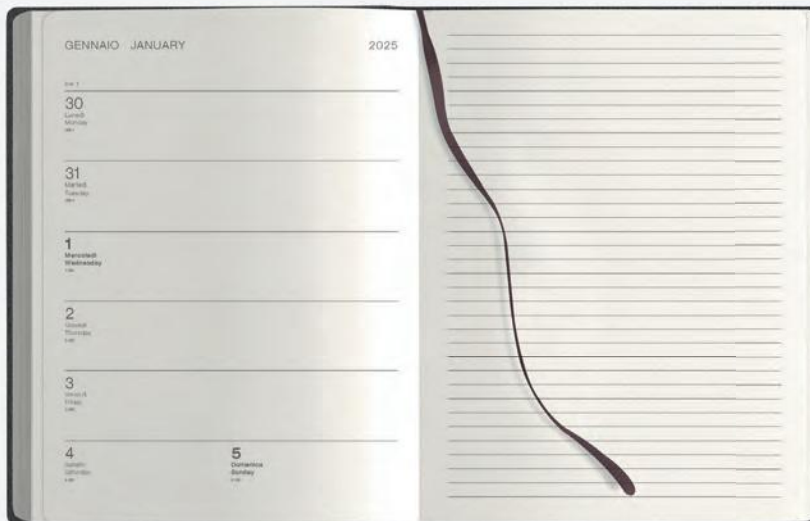 GENNAIO JANUARY 2025
30
Lunedì
Monday
31
Martedì
Tuesday
1
Mercoledì
Wednesday
2
Giovedì
Thursday
3
Venerdì
Friday
4 5
Sabato Domenica
Saturday Sunday